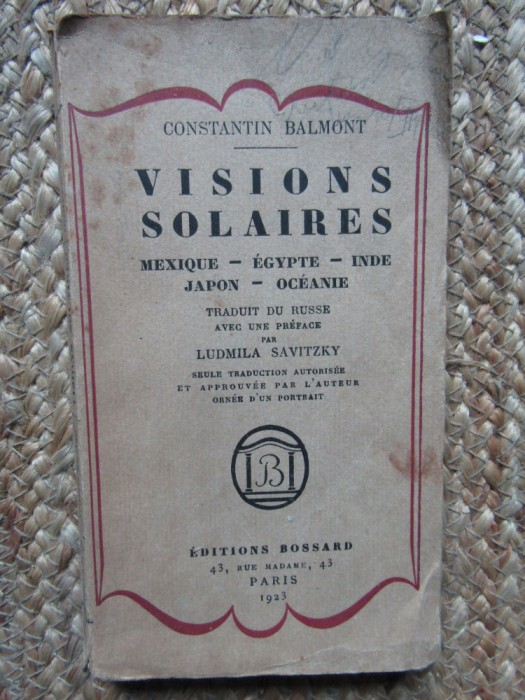 CONSTANTIN BALMONT
VISIONS
SOLAIRES
MEXIQUE – ÉGYPTE – INDE
JAPON – OCÉANIE
TRADUIT DU RUSSE
AVEC UNE PRÉFACE
PAR
LUDMILA SAVITZKY
SEULE TRADUCTION AUTORISÉE
ET APPROUVÉE PAR L'AUTEUR
ORNÉE D'UN PORTRAIT
B
ÉDITIONS BOSSARD
43, RUE MADAME, 43
PARIS
1923